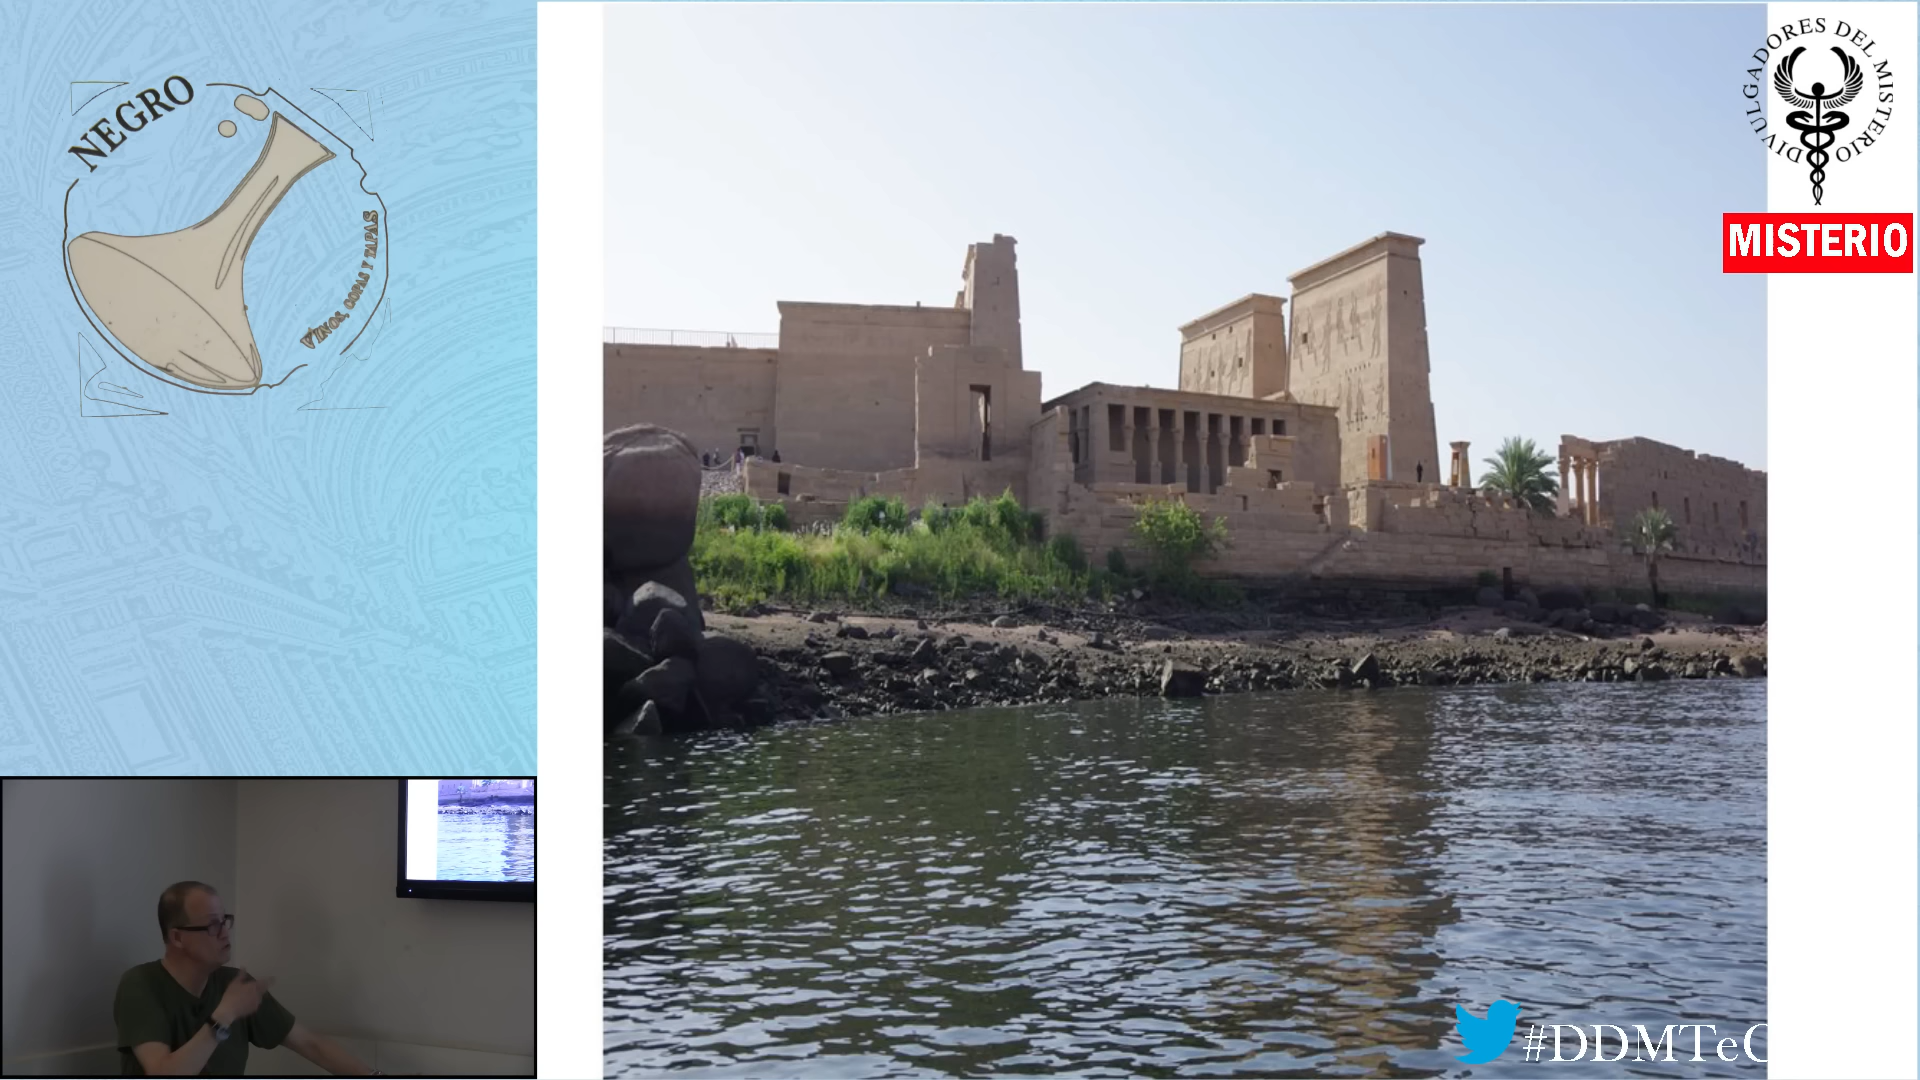 NEGRO
VINOS, COPAS Y TAPAS
DIVULGADORES DEL MISTERIO
MISTERIO
#DDMTeC